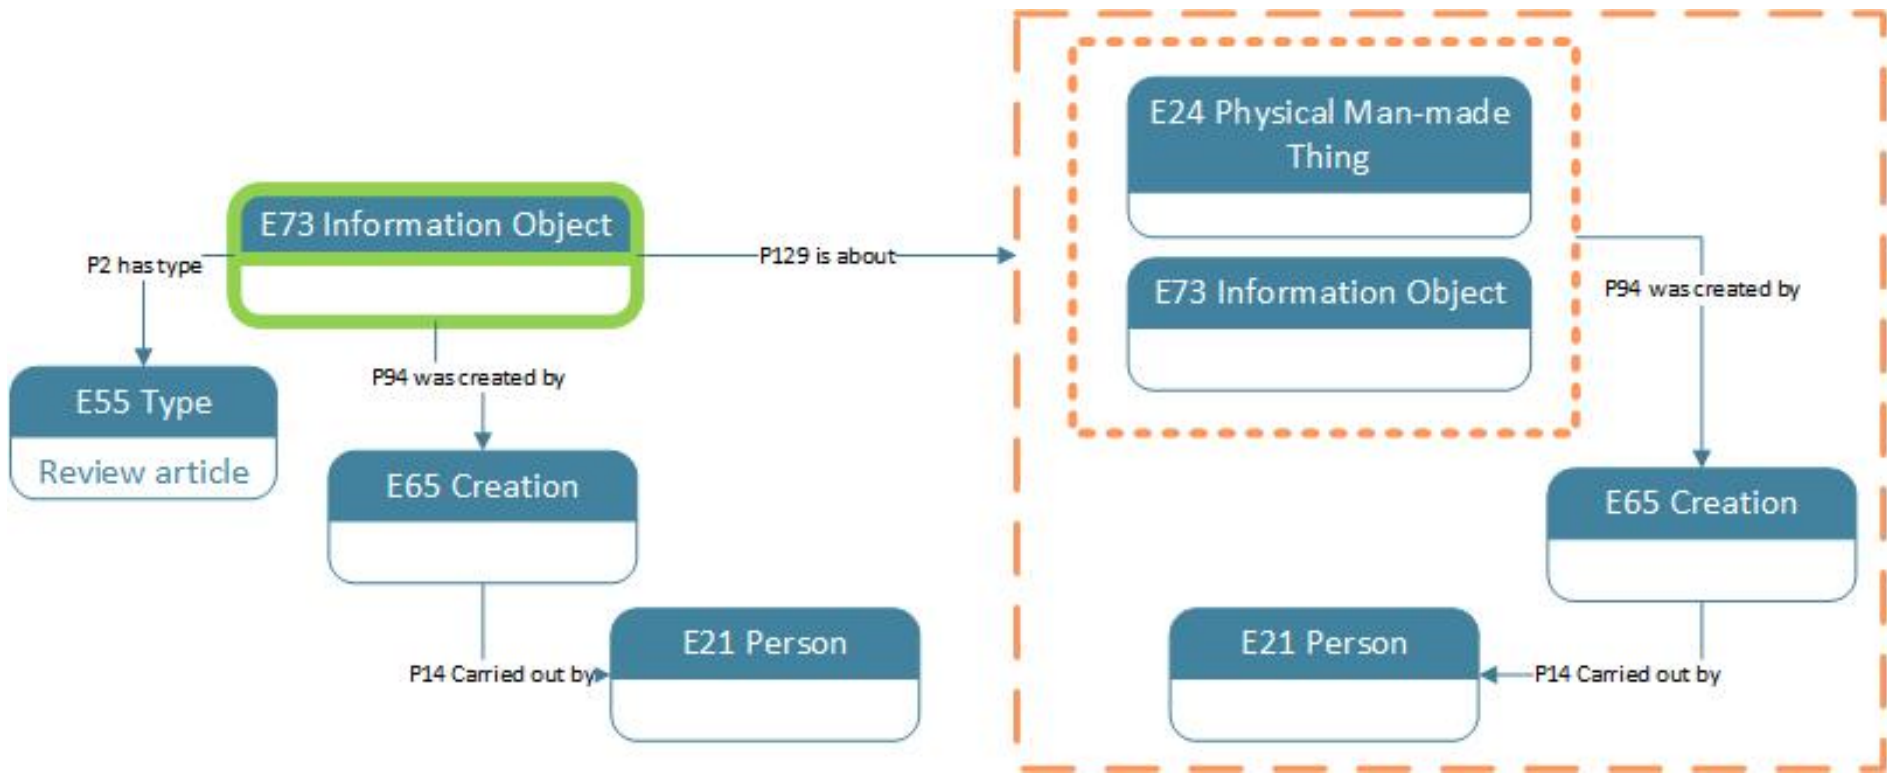 E24 Physical Man-made
Thing
E73 Information Object
P2 has type
P129 is about
E73 Information Object
P94 was created by
P94 was created by
E55 Type
Review article
E65 Creation
E65 Creation
E21 Person
E21 Person
P14 Carried out by
P14 Carried out by